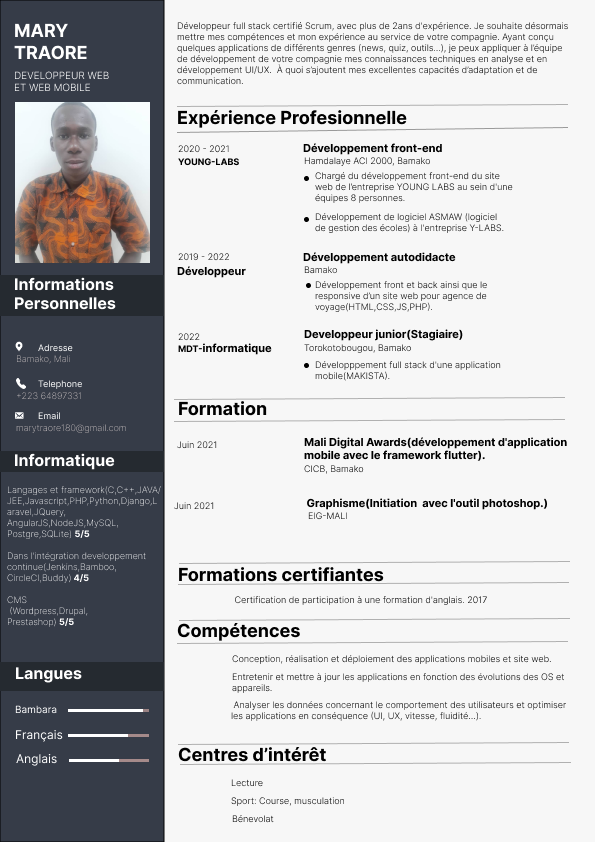 MARY
TRAORE
DEVELOPPEUR WEB
ET WEB MOBILE
Informations
Personnelles
Adresse
Bamako, Mali
Telephone
+223 64897331
Email
marytraore180@gmail.com
Informatique
Langages et framework(C,C++,JAVA/
JEE,Javascript,PHP,Python,Django,L
aravel,JQuery,
AngularJS,NodeJS,MySQL,
Postgre,SQLite) 5/5
Dans l'intégration developpement
continue(Jenkins,Bamboo,
CircleCI,Buddy) 4/5
CMS
(Wordpress,Drupal,
Prestashop) 5/5
Langues
Bambara
Français
Anglais
Développeur full stack certifié Scrum, avec plus de 2ans d'expérience. Je souhaite désormais
mettre mes compétences et mon expérience au service de votre compagnie. Ayant conçu
quelques applications de différents genres (news, quiz, outils...), je peux appliquer à l'équipe
de développement de votre compagnie mes connaissances techniques en analyse et en
développement UI/UX. À quoi s'ajoutent mes excellentes capacités d'adaptation et de
communication.
Expérience Profesionnelle
2020 - 2021
YOUNG-LABS
Développement front-end
Hamdalaye ACI 2000, Bamako
Chargé du développement front-end du site
web de l'entreprise YOUNG LABS au sein d'une
équipes 8 personnes.
Développement de logiciel ASMAW (logiciel
de gestion des écoles) à l'entreprise Y-LABS.
2019 - 2022
Développeur
Développement autodidacte
Bamako
Développement front et back ainsi que le
responsive d'un site web pour agence de
voyage(HTML,CSS,JS,PHP).
2022
MDT-informatique
Developpeur junior(Stagiaire)
Torokotobougou, Bamako
Développpement full stack d'une application
mobile(MAKISTA).
Formation
Juin 2021
Mali Digital Awards(développement d'application
mobile avec le framework flutter).
CICB, Bamako
Juin 2021
Graphisme(Initiation avec l'outil photoshop.)
EIG-MALI
Formations certifiantes
Certification de participation à une formation d'anglais. 2017
Compétences
Conception, réalisation et déploiement des applications mobiles et site web.
Entretenir et mettre à jour les applications en fonction des évolutions des OS et
appareils.
Analyser les données concernant le comportement des utilisateurs et optimiser
les applications en conséquence (UI, UX, vitesse, fluidité...).
Centres d'intérêt
Lecture
Sport: Course, musculation
Bénevolat